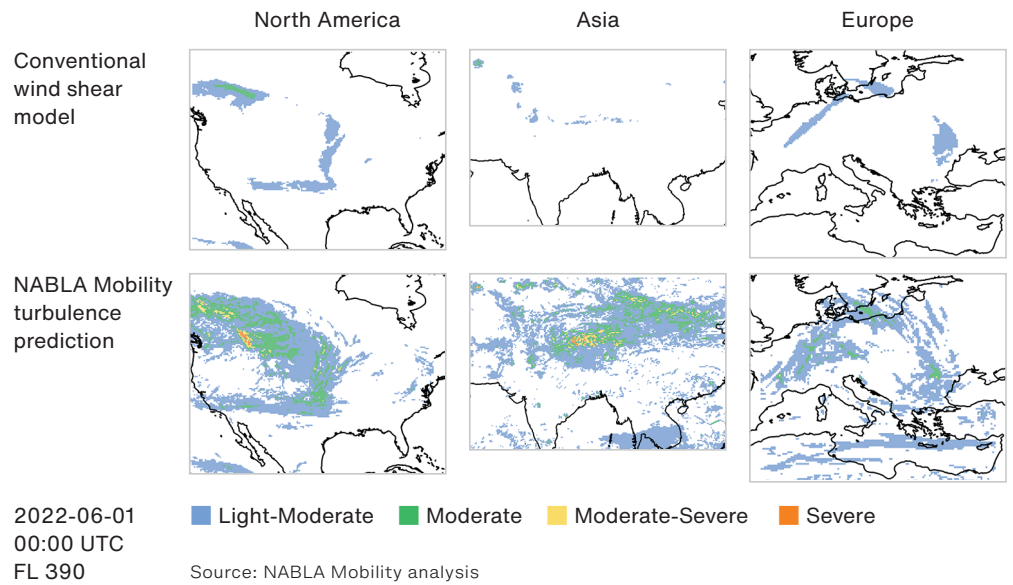 North America
Asia
Europe
Conventional
wind shear
model
NABLA Mobility
turbulence
prediction
2022-06-01
00:00 UTC
FL 390
Light-Moderate
Moderate
Moderate-Severe
Severe
Source: NABLA Mobility analysis